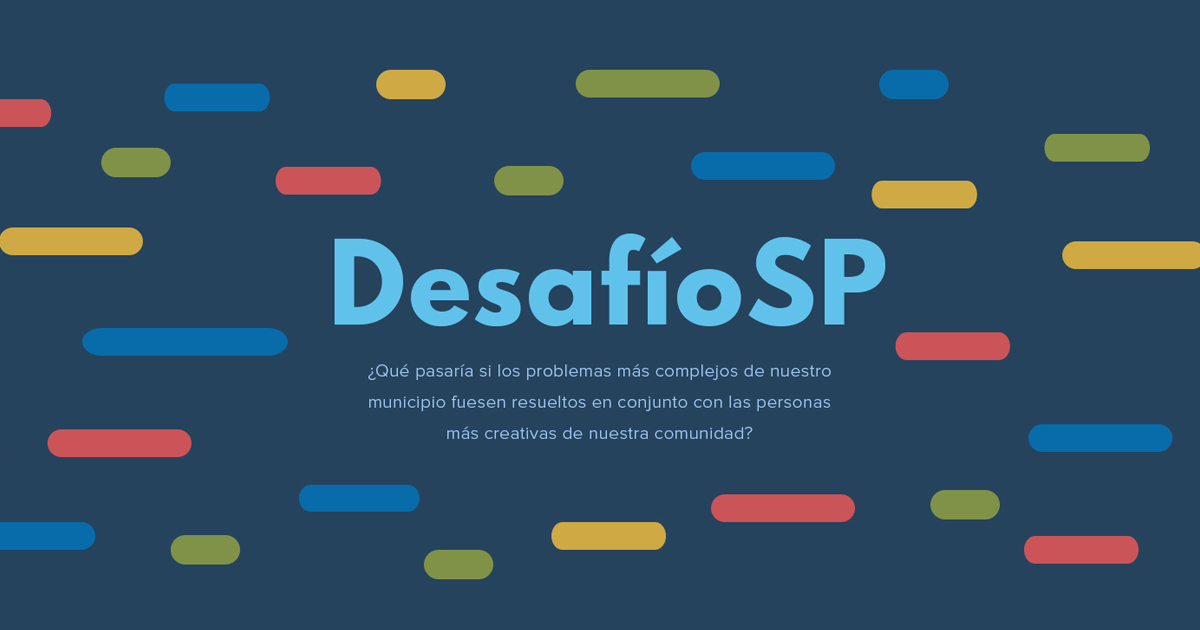 DesafíoSP
¿Qué pasaría si los problemas más complejos de nuestro
municipio fuesen resueltos en conjunto con las personas
más creativas de nuestra comunidad?